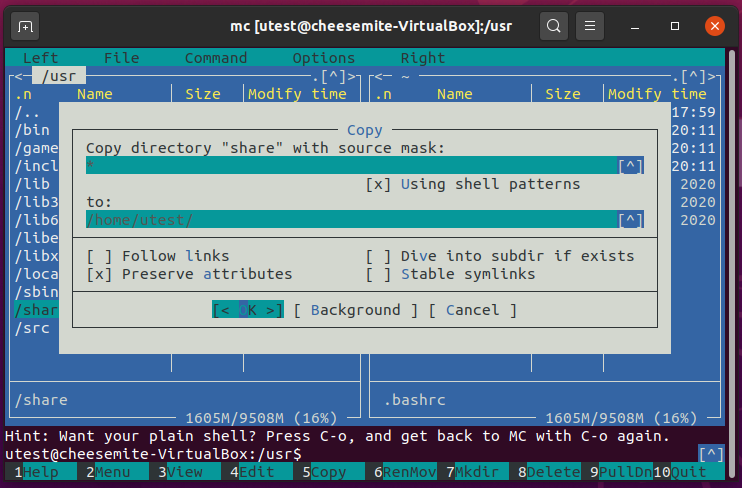 mc [utest@cheesemite-VirtualBox]:/usr
Left File Command Options Right
<─ /usr .[^]> <─ ~ .[^]>
.n Name Size Modify time .n Name Size Modify time
/.. 17:59
/bin 20:11
/game 20:11
/incl 20:11
/lib 2020
/lib3 2020
/lib6 2020
/libe
/libx
/loca
/sbin
/shar
/src
Copy
Copy directory "share" with source mask:
* [^]
[x] Using shell patterns
to:
/home/utest/ [^]
[ ] Follow links [ ] Dive into subdir if exists
[x] Preserve attributes [ ] Stable symlinks
[< OK >] [ Background ] [ Cancel ]
/share .bashrc
1605M/9508M (16%) 1605M/9508M (16%)
Hint: Want your plain shell? Press C-o, and get back to MC with C-o again.
utest@cheesemite-VirtualBox:/usr$ [^]
1Help 2Menu 3View 4Edit 5Copy 6RenMov 7Mkdir 8Delete 9PullDn 10Quit